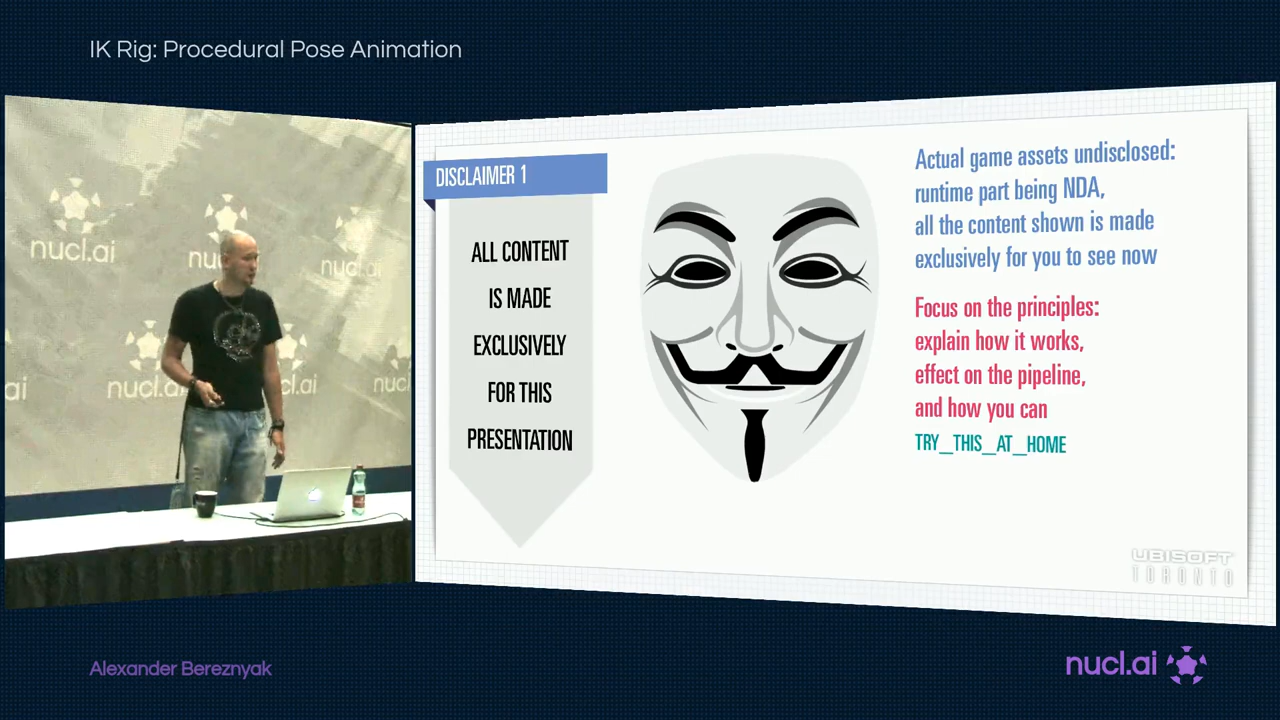 IK Rig: Procedural Pose Animation
nucl.ai
nucl.ai
nucl.ai
nucl.ai
DISCLAIMER 1
ALL CONTENT
IS MADE
EXCLUSIVELY
FOR THIS
PRESENTATION
Actual game assets undisclosed:
runtime part being NDA,
all the content shown is made
exclusively for you to see now
Focus on the principles:
explain how it works,
effect on the pipeline,
and how you can
TRY_THIS_AT_HOME
UBISOFT
TORONTO
Alexander Bereznyak
nucl.ai